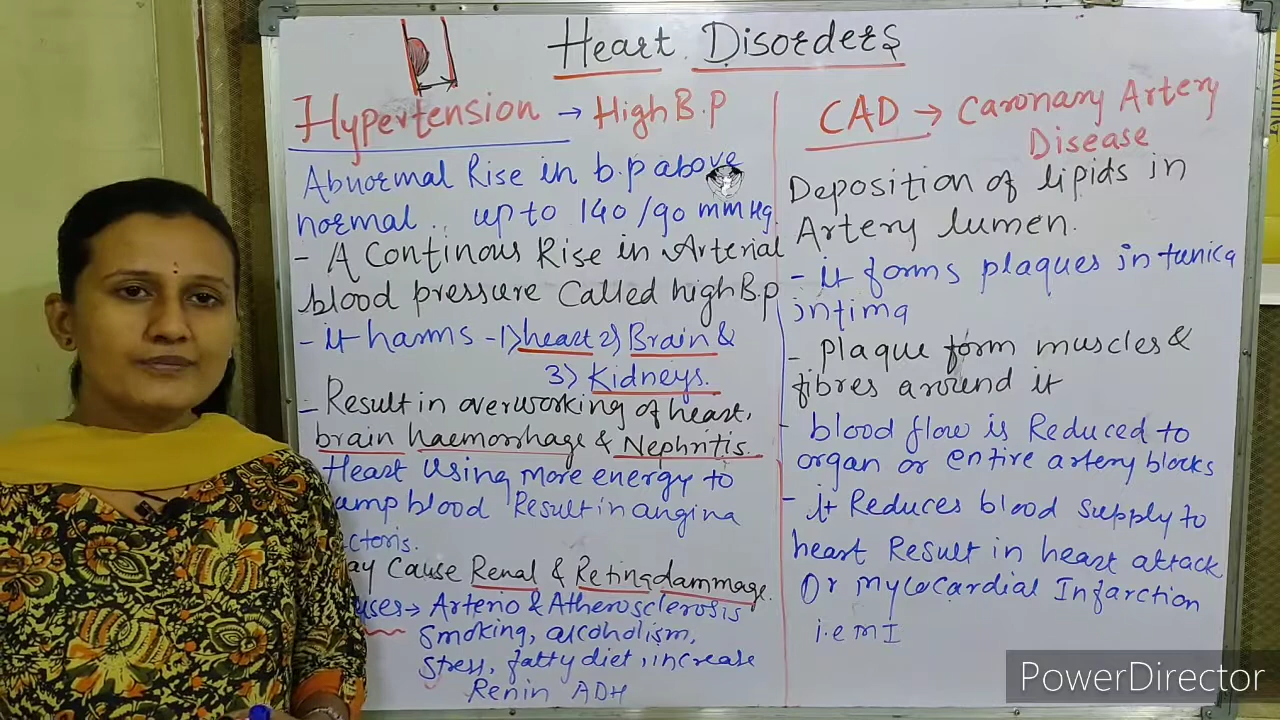 Heart Disorders
Hypertension → High B.P
Abnormal Rise in b.p above
normal.. up to 140/90 mmHg.
- A Continous Rise in Arterial
blood pressure Called high B.p
- it harms - 1) heart 2) Brain &
3) Kidneys.
- Result in overworking of heart,
brain haemorrhage & Nephritis.
Heart Using more energy to
ump blood Result in angina
ctoris.
ay cause Renal & Retina dammage.
uses → Arterio & Atherosclerosis
Smoking, alcoholism,
Stress, fatty diet, increase
Renin ADH
CAD → Caronary Artery
Disease
Deposition of lipids in
Artery lumen.
- it forms plaques in tunica
intima
- Plaque form muscles &
fibres around it
- blood flow is Reduced to
organ or entire artery blocks
- it Reduces blood supply to
heart Result in heart attack
Or myocardial Infarction
i.e MI
PowerDirector